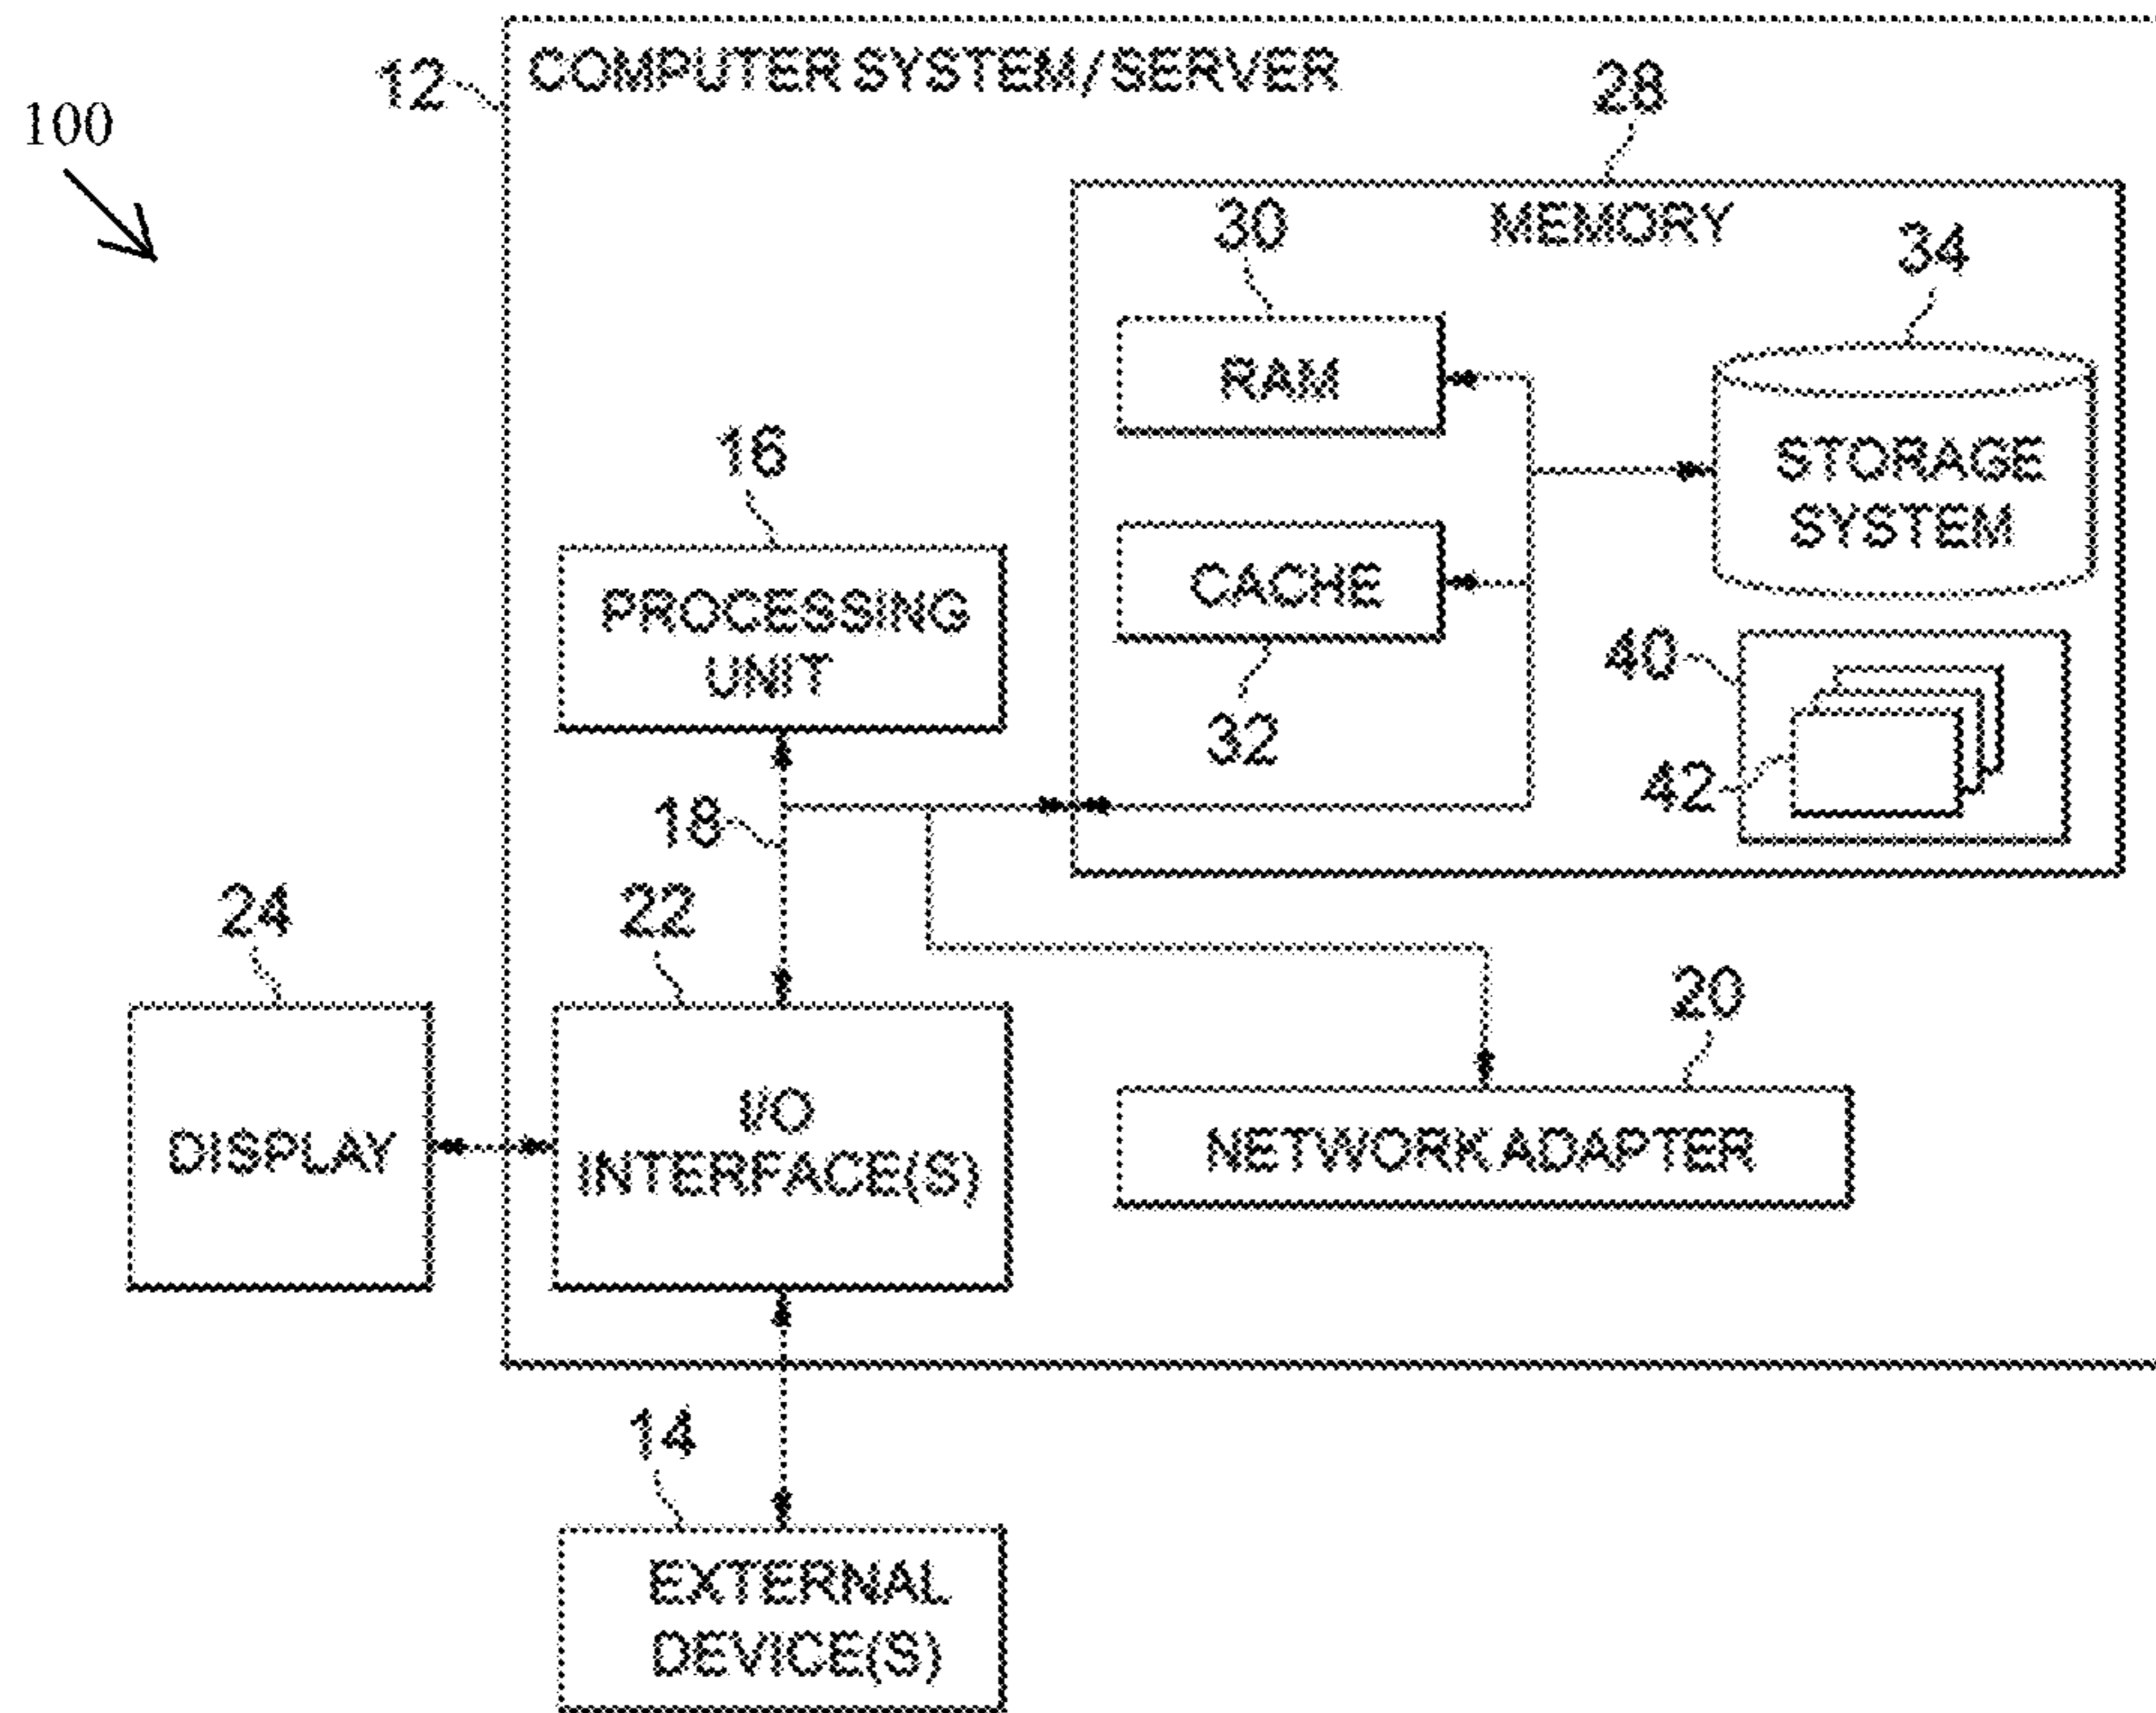 100
12
COMPUTER SYSTEM/SERVER
28
MEMORY
30
34
RAM
STORAGE
SYSTEM
16
CACHE
PROCESSING
UNIT
32
40
42
18
24
22
20
DISPLAY
I/O
INTERFACE(S)
NETWORK ADAPTER
14
EXTERNAL
DEVICE(S)